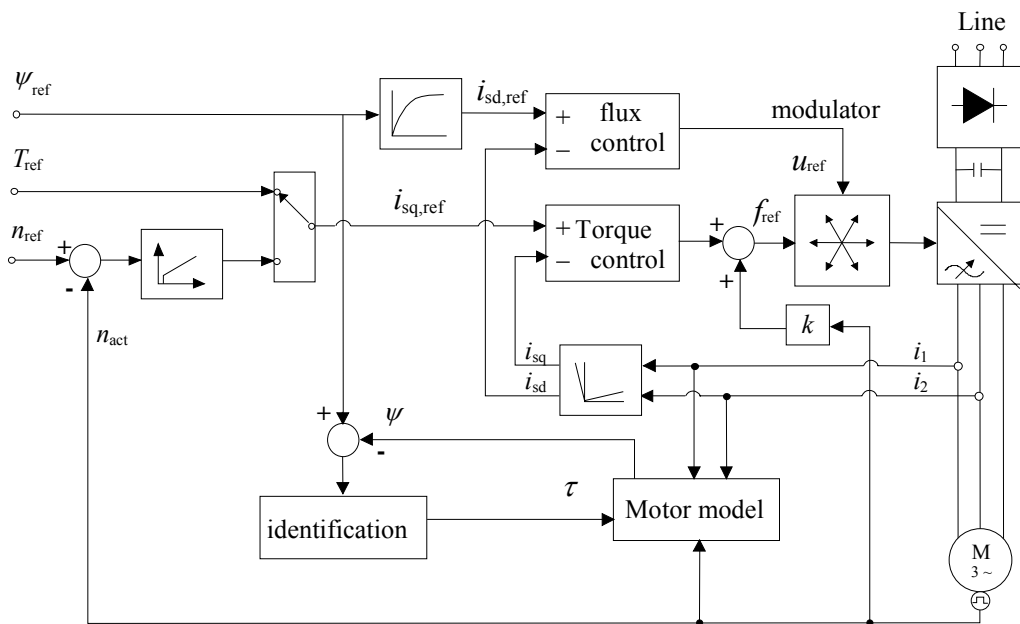 Line
ψref
isd,ref
+ flux
− control
modulator
uref
Tref
isq,ref
nref
+
-
+ Torque
− control
+
+
fref
k
nact
isq
isd
i1
i2
+
-
ψ
τ
identification
Motor model
M
3 ~